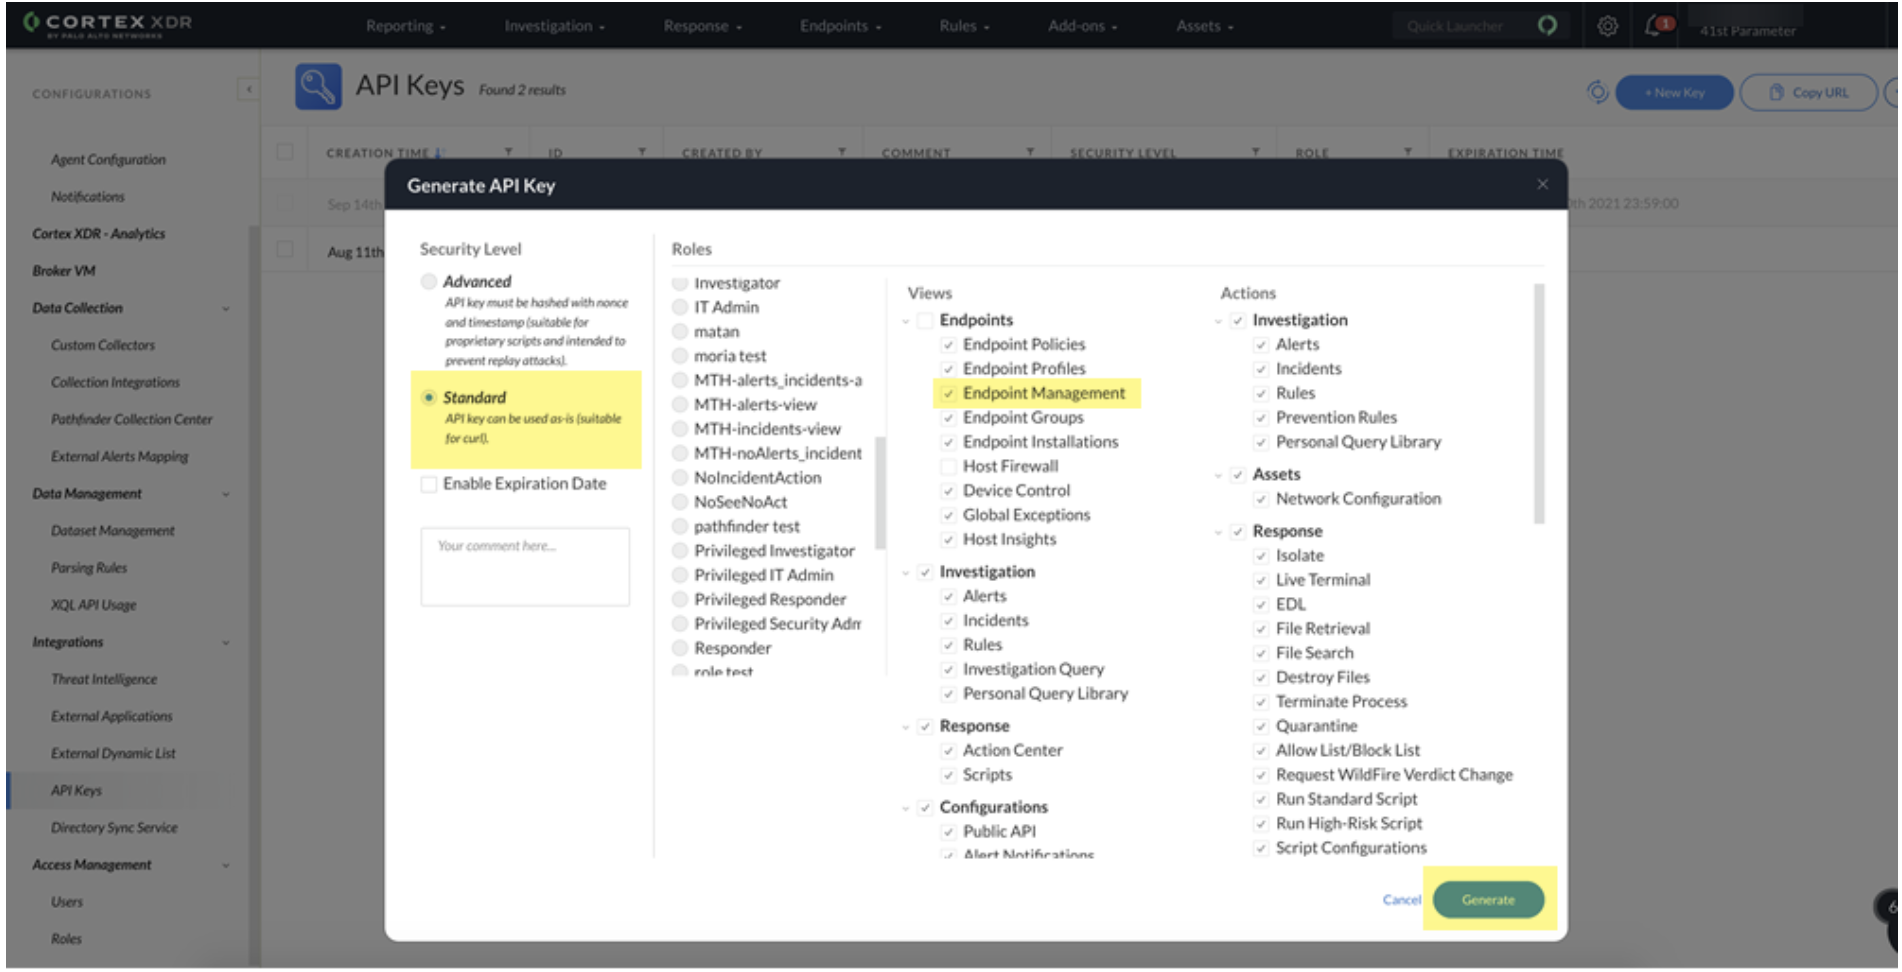 CORTEX XDR
BY PALO ALTO NETWORKS
Reporting
Investigation
Response
Endpoints
Rules
Add-ons
Assets
Quick Launcher
1
41st Parameter
CONFIGURATIONS
Agent Configuration
Notifications
Cortex XDR - Analytics
Broker VM
Data Collection
Custom Collectors
Collection Integrations
Pathfinder Collection Center
External Alerts Mapping
Data Management
Dataset Management
Parsing Rules
XQL API Usage
Integrations
Threat Intelligence
External Applications
External Dynamic List
API Keys
Directory Sync Service
Access Management
Users
Roles
API Keys Found 2 results
+ New Key
Copy URL
CREATION TIME
ID
CREATED BY
COMMENT
SECURITY LEVEL
ROLE
EXPIRATION TIME
Sep 14th
th 2021 23:59:00
Aug 11th
Generate API Key
Security Level
Advanced
API key must be hashed with nonce
and timestamp (suitable for
proprietary scripts and intended to
prevent replay attacks).
Standard
API key can be used as-is (suitable
for curl).
Enable Expiration Date
Your comment here...
Roles
Investigator
IT Admin
matan
moria test
MTH-alerts_incidents-a
MTH-alerts-view
MTH-incidents-view
MTH-noAlerts_incident
NoIncidentAction
NoSeeNoAct
pathfinder test
Privileged Investigator
Privileged IT Admin
Privileged Responder
Privileged Security Adm
Responder
role test
Views
Endpoints
Endpoint Policies
Endpoint Profiles
Endpoint Management
Endpoint Groups
Endpoint Installations
Host Firewall
Device Control
Global Exceptions
Host Insights
Investigation
Alerts
Incidents
Rules
Investigation Query
Personal Query Library
Response
Action Center
Scripts
Configurations
Public API
Alert Notifications
Actions
Investigation
Alerts
Incidents
Rules
Prevention Rules
Personal Query Library
Assets
Network Configuration
Response
Isolate
Live Terminal
EDL
File Retrieval
File Search
Destroy Files
Terminate Process
Quarantine
Allow List/Block List
Request WildFire Verdict Change
Run Standard Script
Run High-Risk Script
Script Configurations
Cancel
Generate
6